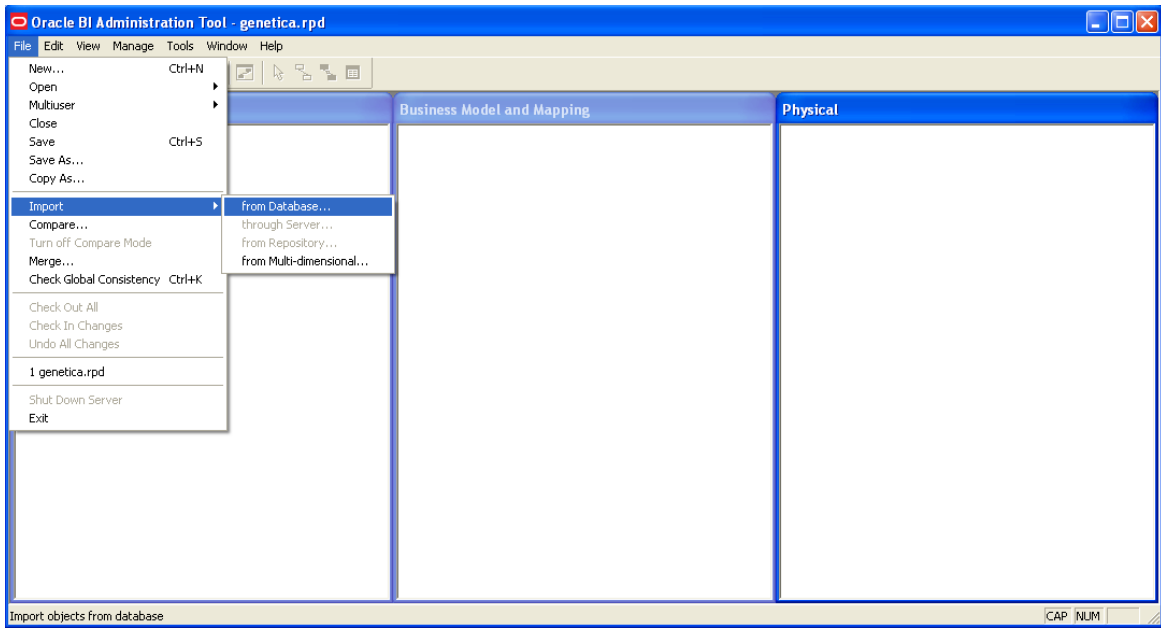 Oracle BI Administration Tool - genetica.rpd
File Edit View Manage Tools Window Help
New... Ctrl+N
Open
Multiuser
Close
Save Ctrl+S
Save As...
Copy As...
Import
Compare...
Turn off Compare Mode
Merge...
Check Global Consistency Ctrl+K
Check Out All
Check In Changes
Undo All Changes
1 genetica.rpd
Shut Down Server
Exit
from Database...
through Server...
from Repository...
from Multi-dimensional...
Business Model and Mapping
Physical
Import objects from database
CAP NUM